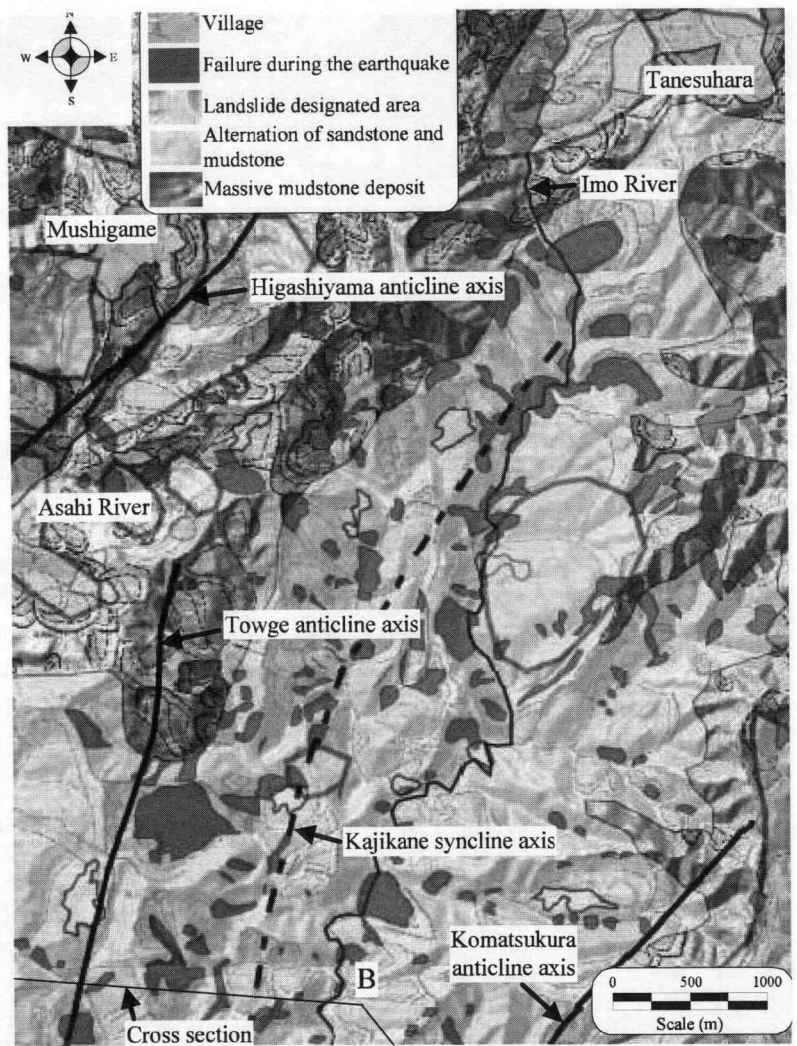 N
W E
S
Village
Failure during the earthquake
Landslide designated area
Alternation of sandstone and
mudstone
Massive mudstone deposit
Tanesuhara
Imo River
Mushigame
Higashiyama anticline axis
Asahi River
Towge anticline axis
Kajikane syncline axis
Komatsukura
anticline axis
B
Cross section
0 500 1000
Scale (m)